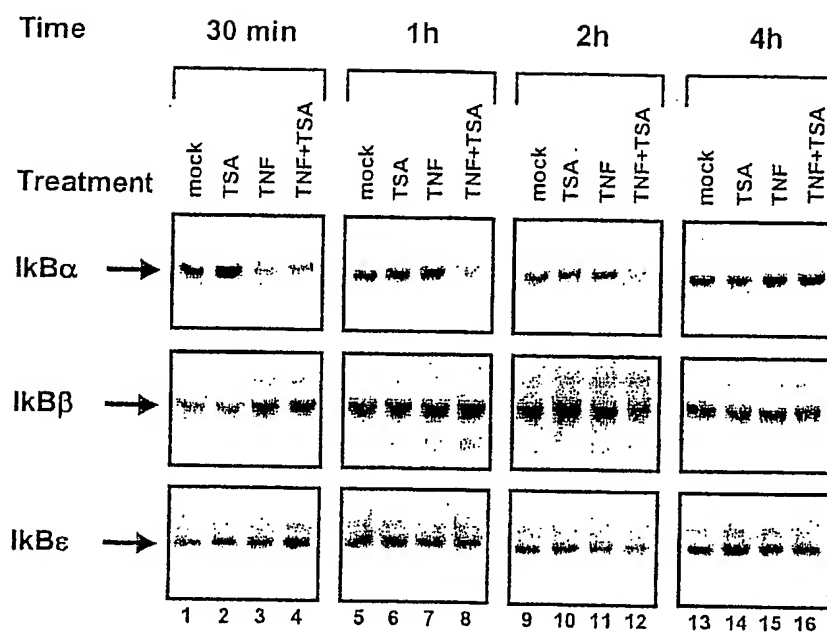 Time 30 min 1h 2h 4h
Treatment mock TSA TNF TNF+TSA mock TSA TNF TNF+TSA mock TSA TNF TNF+TSA mock TSA TNF TNF+TSA
IkBα
IkBβ
IkBε
1 2 3 4 5 6 7 8 9 10 11 12 13 14 15 16